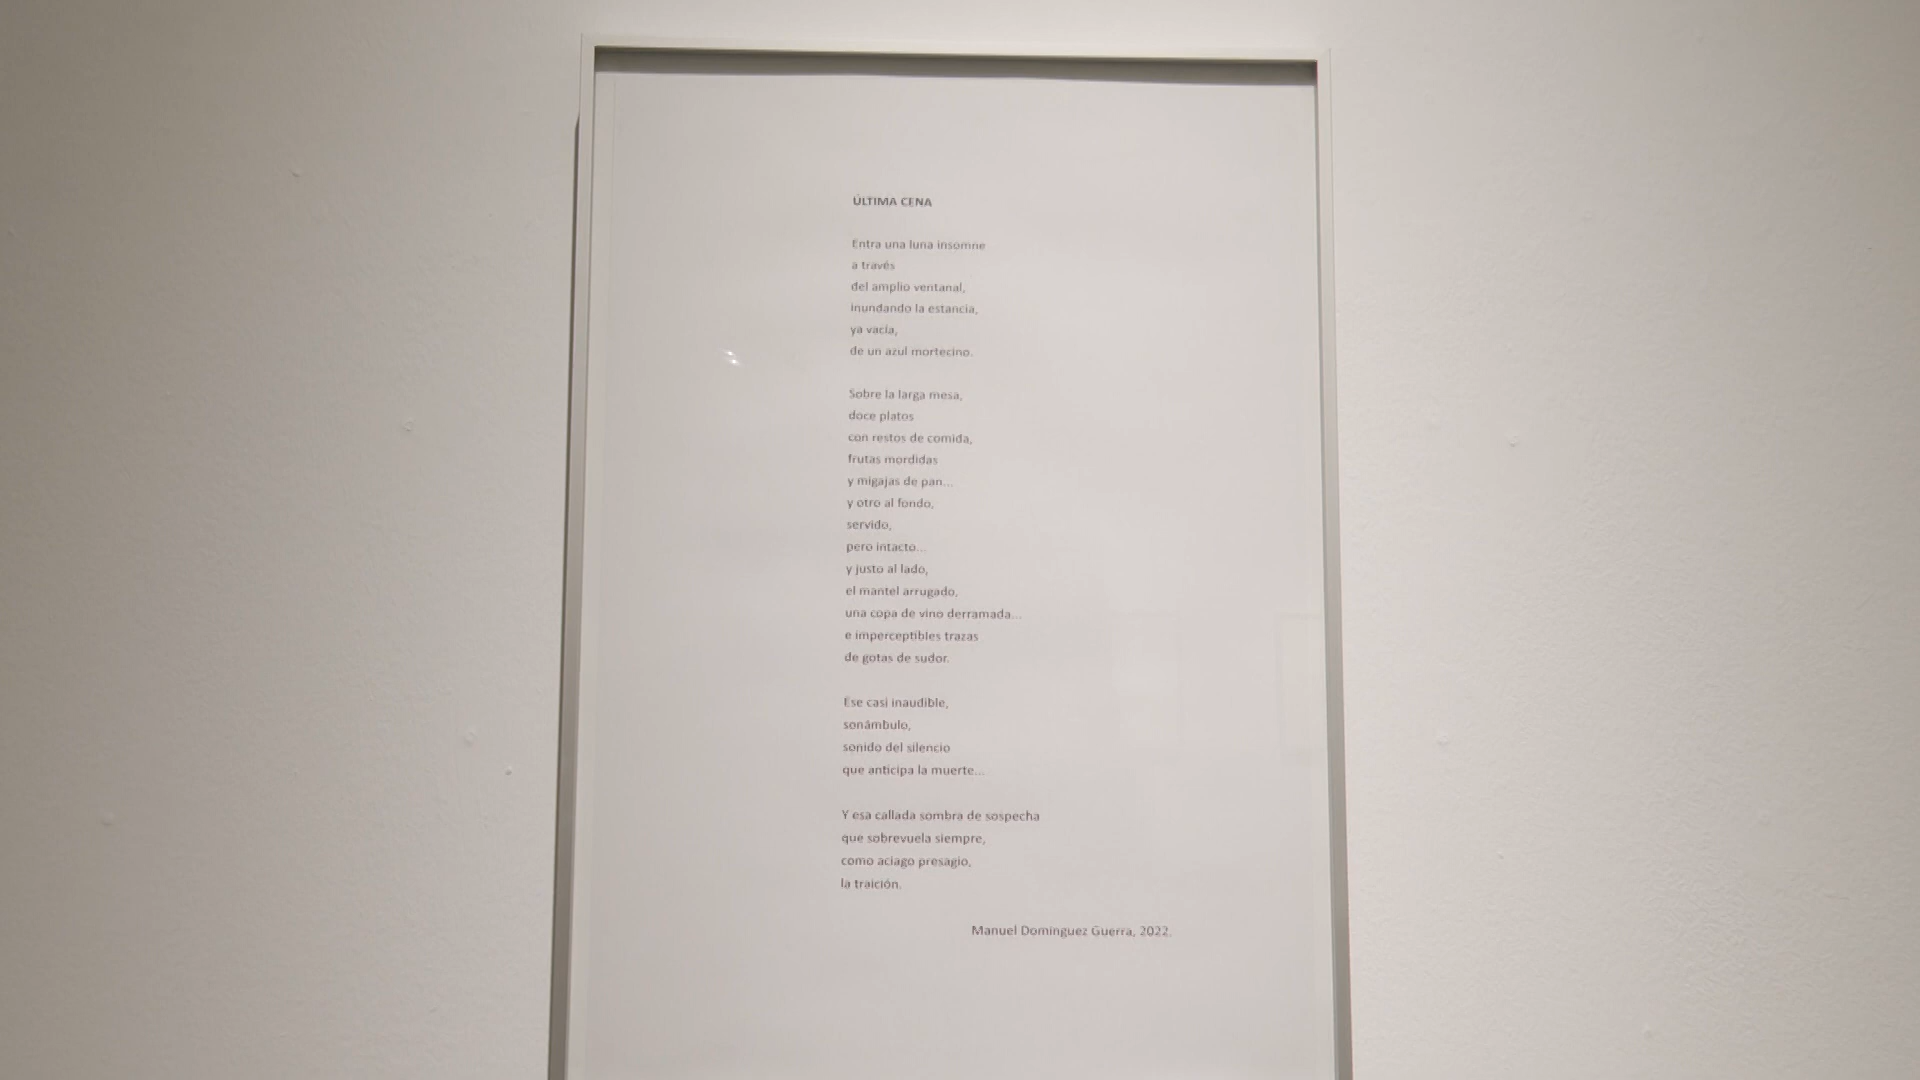 ÚLTIMA CENA
Entra una luna insomne
a través
del amplio ventanal,
inundando la estancia,
ya vacía,
de un azul mortecino.
Sobre la larga mesa,
doce platos
con restos de comida,
frutas mordidas
y migajas de pan...
y otro al fondo,
servido,
pero intacto...
y justo al lado,
el mantel arrugado,
una copa de vino derramada...
e imperceptibles trazas
de gotas de sudor.
Ese casi inaudible,
sonámbulo,
sonido del silencio
que anticipa la muerte...
Y esa callada sombra de sospecha
que sobrevuela siempre,
como aciago presagio,
la traición.
Manuel Domínguez Guerra, 2022.